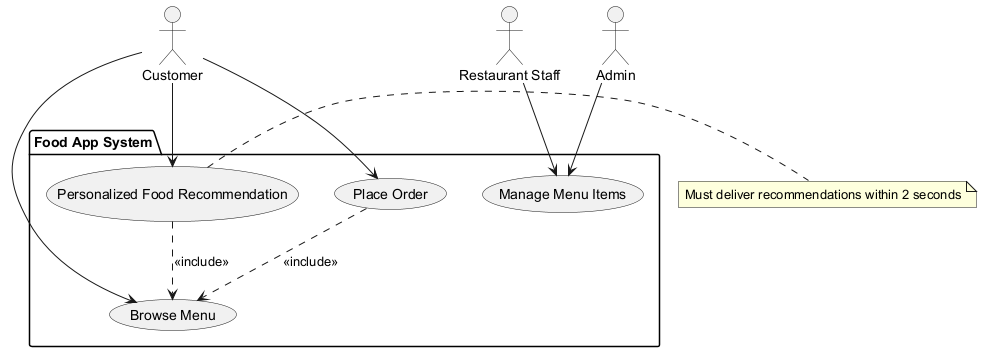 Customer
Restaurant Staff
Admin
Food App System
Personalized Food Recommendation
Place Order
Manage Menu Items
Must deliver recommendations within 2 seconds
«include»
«include»
Browse Menu